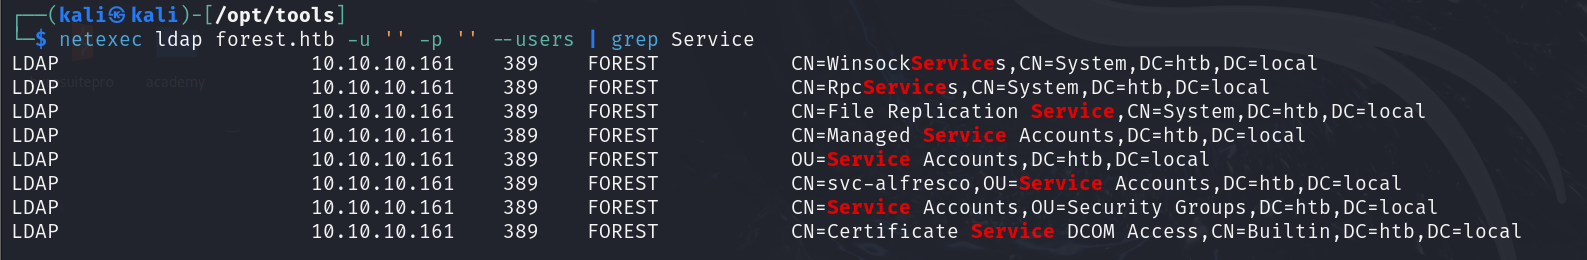 ┌──(kali㉿kali)-[/opt/tools]
└─$ netexec ldap forest.htb -u '' -p '' --users | grep Service
LDAP                     10.10.10.161    389    FOREST           CN=WinsockServices,CN=System,DC=htb,DC=local
LDAP                     10.10.10.161    389    FOREST           CN=RpcServices,CN=System,DC=htb,DC=local
LDAP                     10.10.10.161    389    FOREST           CN=File Replication Service,CN=System,DC=htb,DC=local
LDAP                     10.10.10.161    389    FOREST           CN=Managed Service Accounts,DC=htb,DC=local
LDAP                     10.10.10.161    389    FOREST           OU=Service Accounts,DC=htb,DC=local
LDAP                     10.10.10.161    389    FOREST           CN=svc-alfresco,OU=Service Accounts,DC=htb,DC=local
LDAP                     10.10.10.161    389    FOREST           CN=Service Accounts,OU=Security Groups,DC=htb,DC=local
LDAP                     10.10.10.161    389    FOREST           CN=Certificate Service DCOM Access,CN=Builtin,DC=htb,DC=local
academy